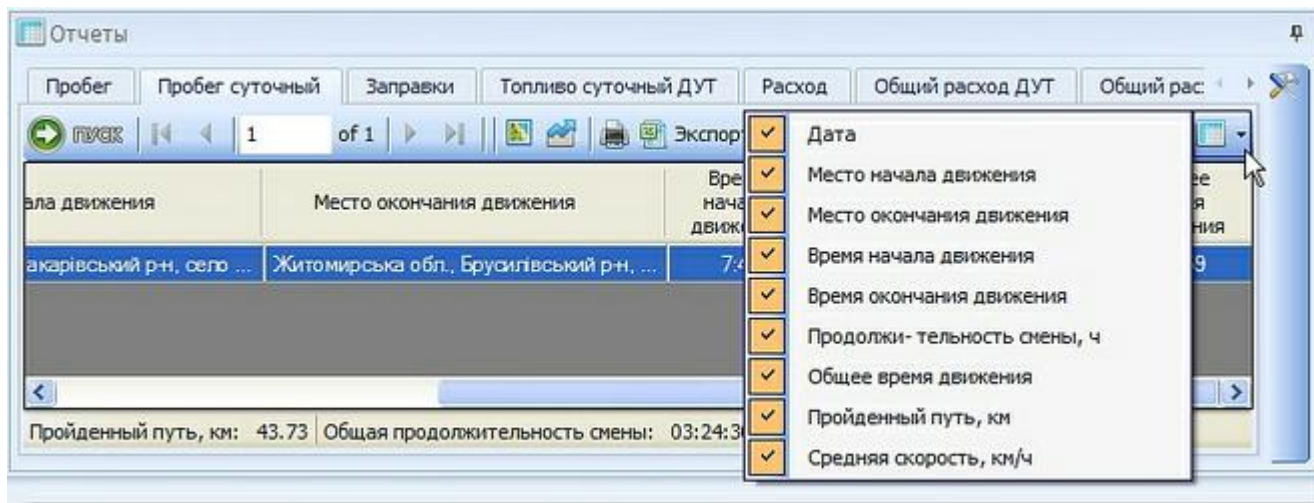 Отчеты
Пробег Пробег суточный Заправки Топливо суточный ДУТ Расход Общий расход ДУТ Общий рас
пуск 1 of 1 Экспорт
ала движения Место окончания движения
акарівський р-н, село ... Житомирська обл., Брусилівський р-н, ...
Пройденный путь, км: 43.73 Общая продолжительность смены: 03:24:3
Дата
Место начала движения
Место окончания движения
Время начала движения
Время окончания движения
Продолжи- тельность смены, ч
Общее время движения
Пройденный путь, км
Средняя скорость, км/ч